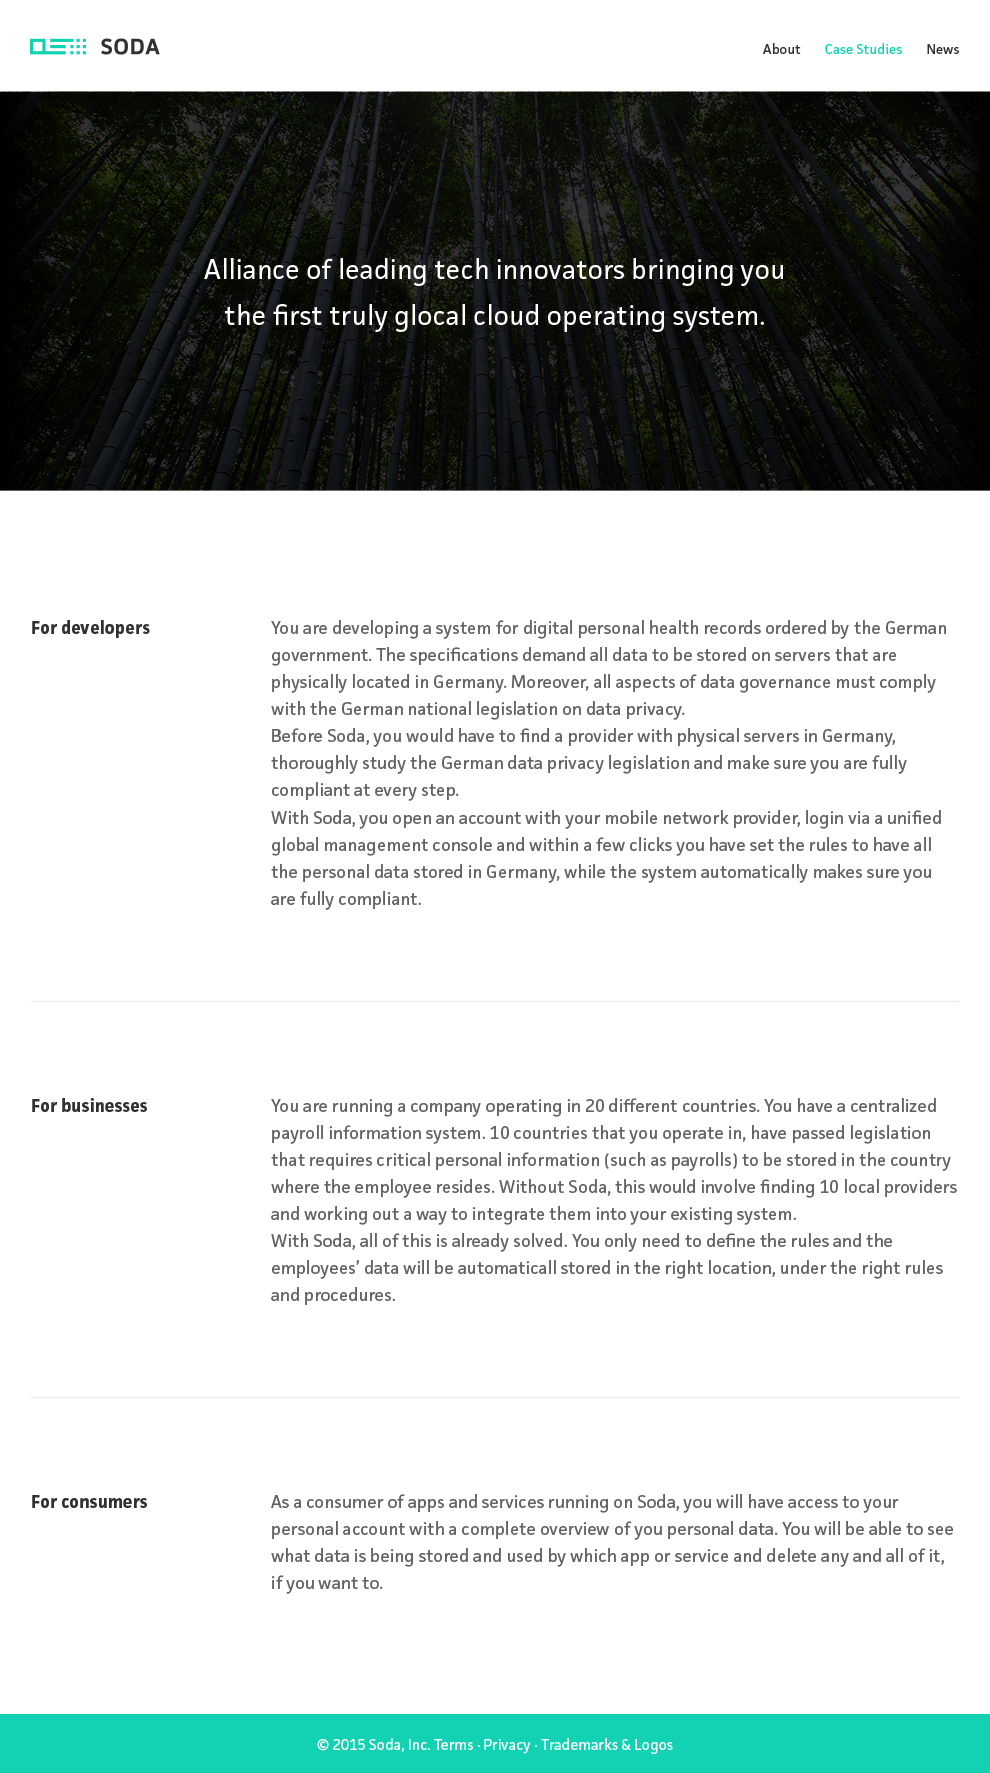 SODA
About Case Studies News
Alliance of leading tech innovators bringing you
the first truly glocal cloud operating system.
For developers
You are developing a system for digital personal health records ordered by the German
government. The specifications demand all data to be stored on servers that are
physically located in Germany. Moreover, all aspects of data governance must comply
with the German national legislation on data privacy.
Before Soda, you would have to find a provider with physical servers in Germany,
thoroughly study the German data privacy legislation and make sure you are fully
compliant at every step.
With Soda, you open an account with your mobile network provider, login via a unified
global management console and within a few clicks you have set the rules to have all
the personal data stored in Germany, while the system automatically makes sure you
are fully compliant.
For businesses
You are running a company operating in 20 different countries. You have a centralized
payroll information system. 10 countries that you operate in, have passed legislation
that requires critical personal information (such as payrolls) to be stored in the country
where the employee resides. Without Soda, this would involve finding 10 local providers
and working out a way to integrate them into your existing system.
With Soda, all of this is already solved. You only need to define the rules and the
employees’ data will be automaticall stored in the right location, under the right rules
and procedures.
For consumers
As a consumer of apps and services running on Soda, you will have access to your
personal account with a complete overview of you personal data. You will be able to see
what data is being stored and used by which app or service and delete any and all of it,
if you want to.
© 2015 Soda, Inc. Terms · Privacy · Trademarks & Logos